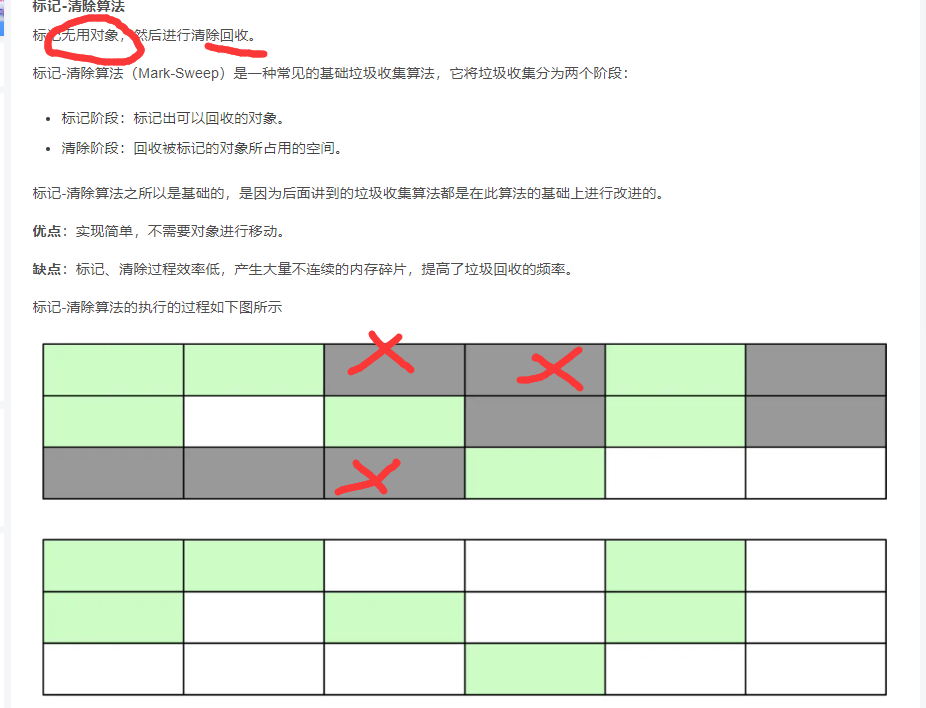 标记-清除算法
标记无用对象，然后进行清除回收。
标记-清除算法（Mark-Sweep）是一种常见的基础垃圾收集算法，它将垃圾收集分为两个阶段：
标记阶段：标记出可以回收的对象。
清除阶段：回收被标记的对象所占用的空间。
标记-清除算法之所以是基础的，是因为后面讲到的垃圾收集算法都是在此算法的基础上进行改进的。
优点：实现简单，不需要对象进行移动。
缺点：标记、清除过程效率低，产生大量不连续的内存碎片，提高了垃圾回收的频率。
标记-清除算法的执行的过程如下图所示